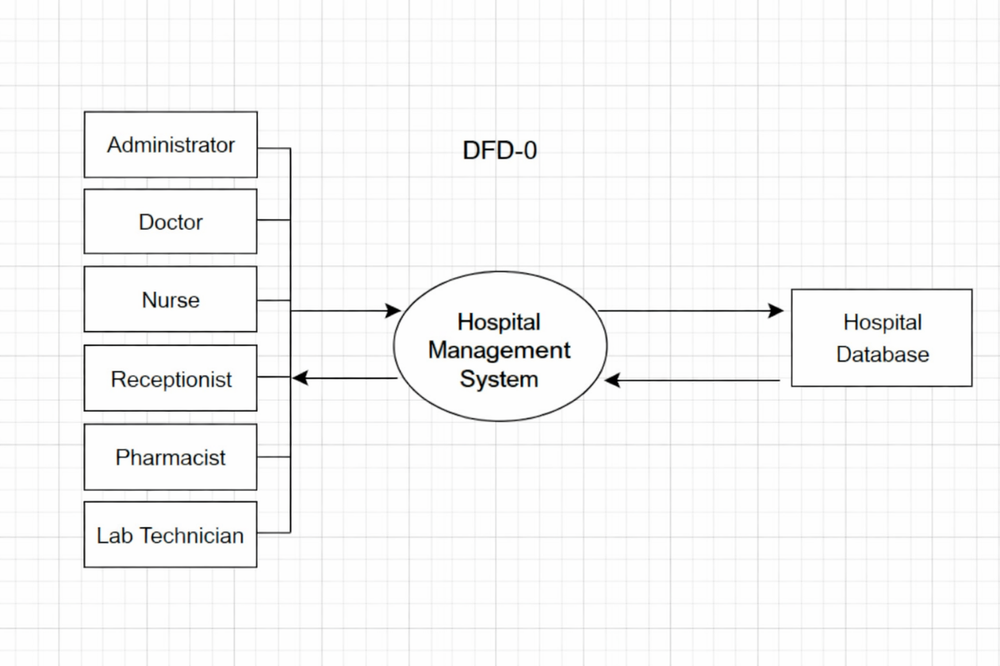 DFD-0
Administrator
Doctor
Nurse
Receptionist
Pharmacist
Lab Technician
Hospital
Management
System
Hospital
Database